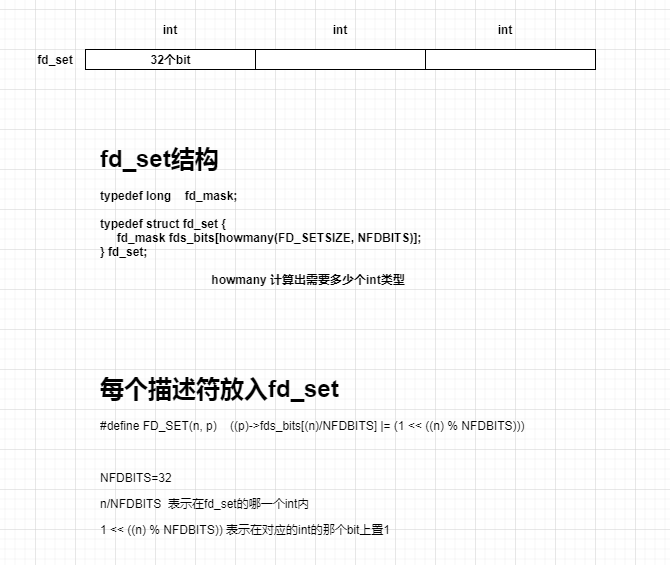 int int int
fd_set 32个bit
fd_set结构
typedef long fd_mask;
typedef struct fd_set {
fd_mask fds_bits[howmany(FD_SETSIZE, NFDBITS)];
} fd_set;
howmany 计算出需要多少个int类型
每个描述符放入fd_set
#define FD_SET(n, p) ((p)->fds_bits[(n)/NFDBITS] |= (1 << ((n) % NFDBITS)))
NFDBITS=32
n/NFDBITS 表示在fd_set的哪一个int内
1 << ((n) % NFDBITS)) 表示在对应的int的那个bit上置1